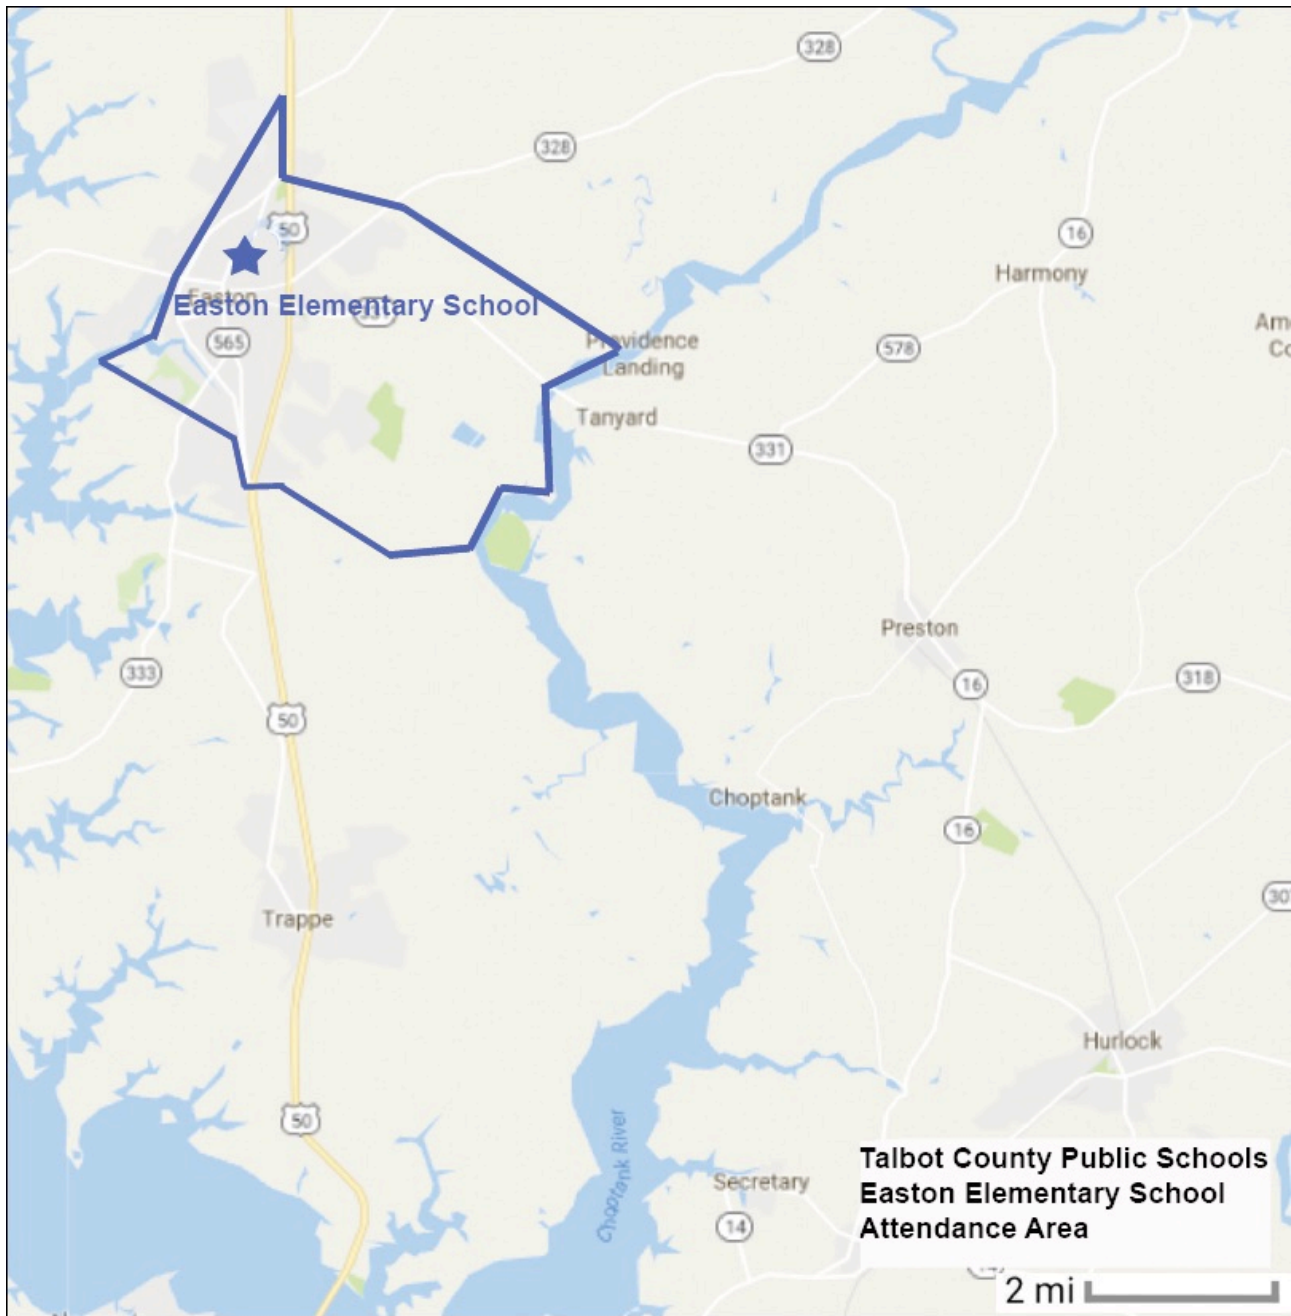 328
328
50
16
Harmony
Easton
Easton Elementary School
331
565
Providence
Landing
578
Tanyard
331
Preston
333
16
318
50
Choptank
16
Trappe
Hurlock
50
Choptank River
Secretary
14
Talbot County Public Schools
Easton Elementary School
Attendance Area
2 mi